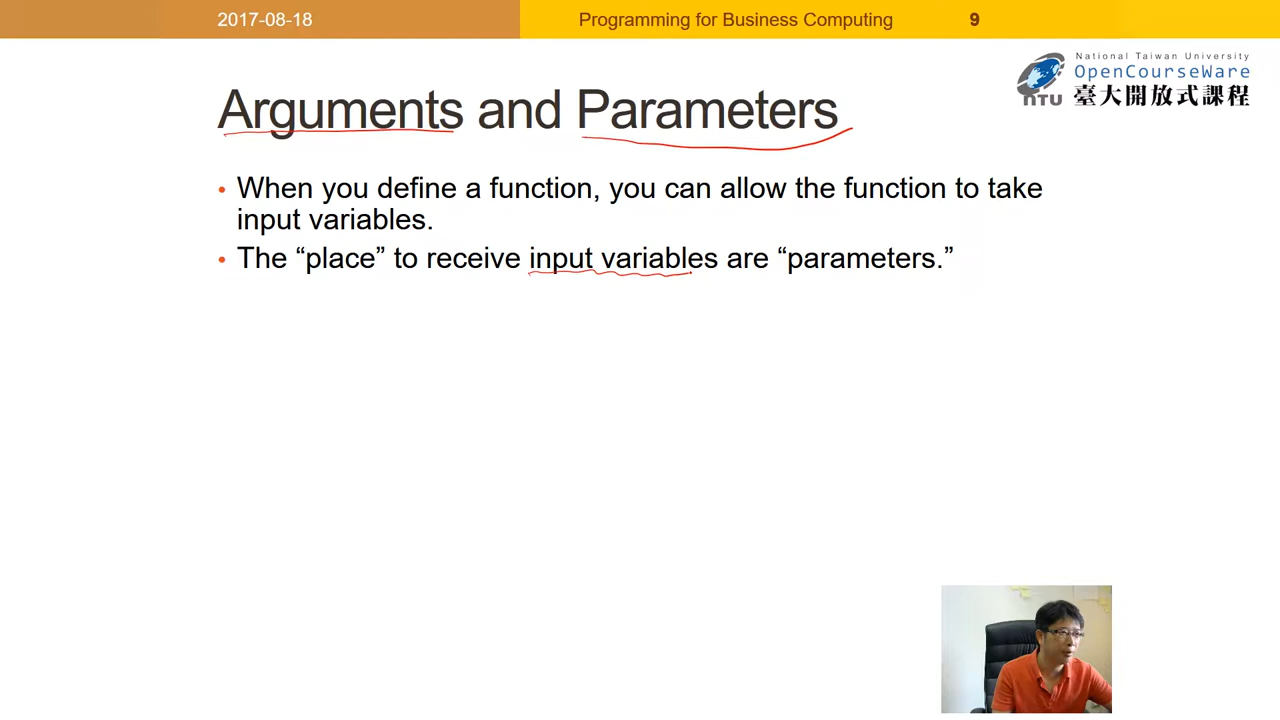 2017-08-18
Programming for Business Computing
9
National Taiwan University
OpenCourseWare
NTU
臺大開放式課程
Arguments and Parameters
• When you define a function, you can allow the function to take
input variables.
• The “place” to receive input variables are “parameters.”